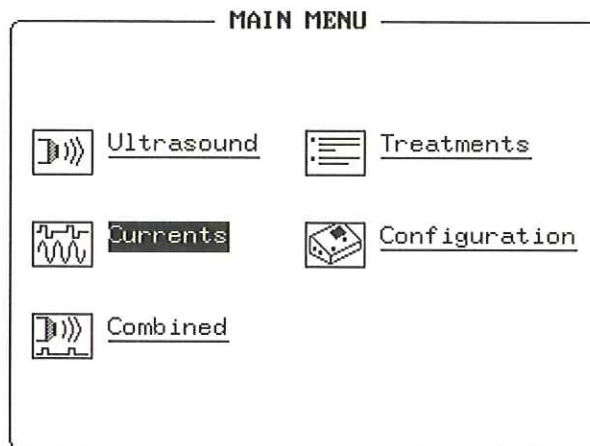 MAIN MENU
Ultrasound
Treatments
Currents
Configuration
Combined